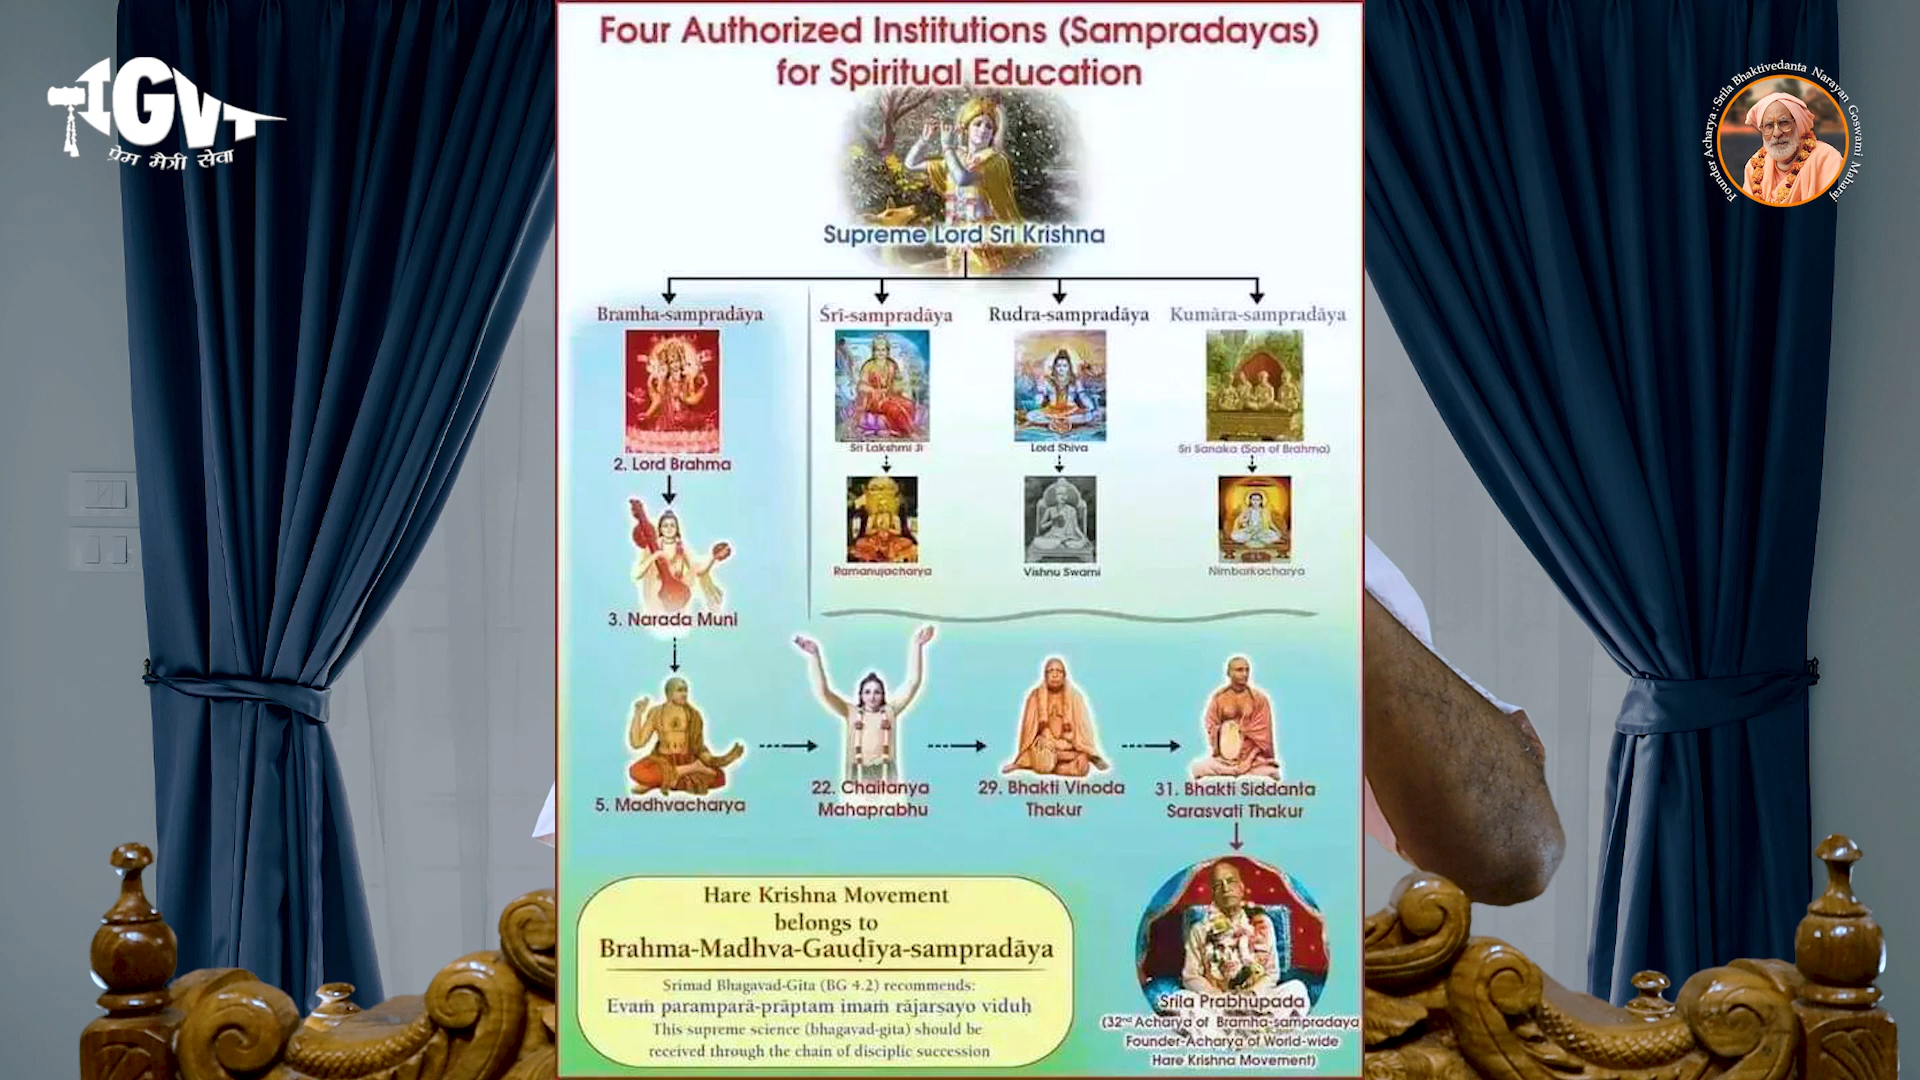 IGVT
प्रेम मैत्री सेवा
Founder Acharya : Srila Bhaktivedanta Narayan Goswami Maharaj
Four Authorized Institutions (Sampradayas)
for Spiritual Education
Supreme Lord Sri Krishna
Bramha-sampradāya
Śrī-sampradāya
Rudra-sampradāya
Kumāra-sampradāya
Sri Lakshmi Ji
Lord Shiva
Sri Sanaka (Son of Brahma)
2. Lord Brahma
Ramanujacharya
Vishnu Swami
Nimbarkacharya
3. Narada Muni
5. Madhvacharya
22. Chaitanya
Mahaprabhu
29. Bhakti Vinoda
Thakur
31. Bhakti Siddanta
Sarasvati Thakur
Hare Krishna Movement
belongs to
Brahma-Madhva-Gauḍīya-sampradāya
Srimad Bhagavad-Gita (BG 4.2) recommends:
Evaṁ paramparā-prāptam imaṁ rājarṣayo viduḥ
This supreme science (bhagavad-gita) should be
received through the chain of disciplic succession
Srila Prabhupada
(32nd Acharya of Bramha-sampradaya
Founder-Acharya of World-wide
Hare Krishna Movement)